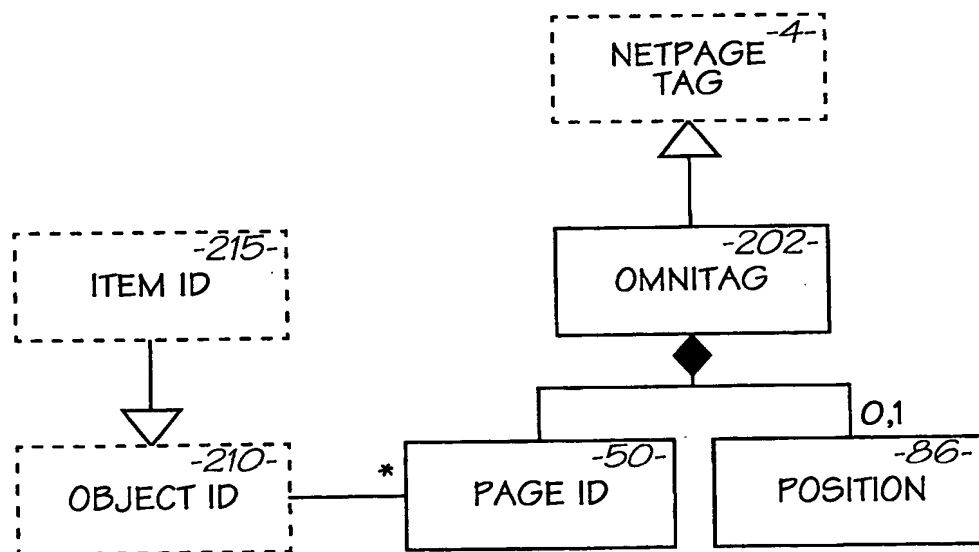 -4-
NETPAGE
TAG
-215-
ITEM ID
-202-
OMNITAG
0,1
-210-
OBJECT ID
*
-50-
PAGE ID
-86-
POSITION